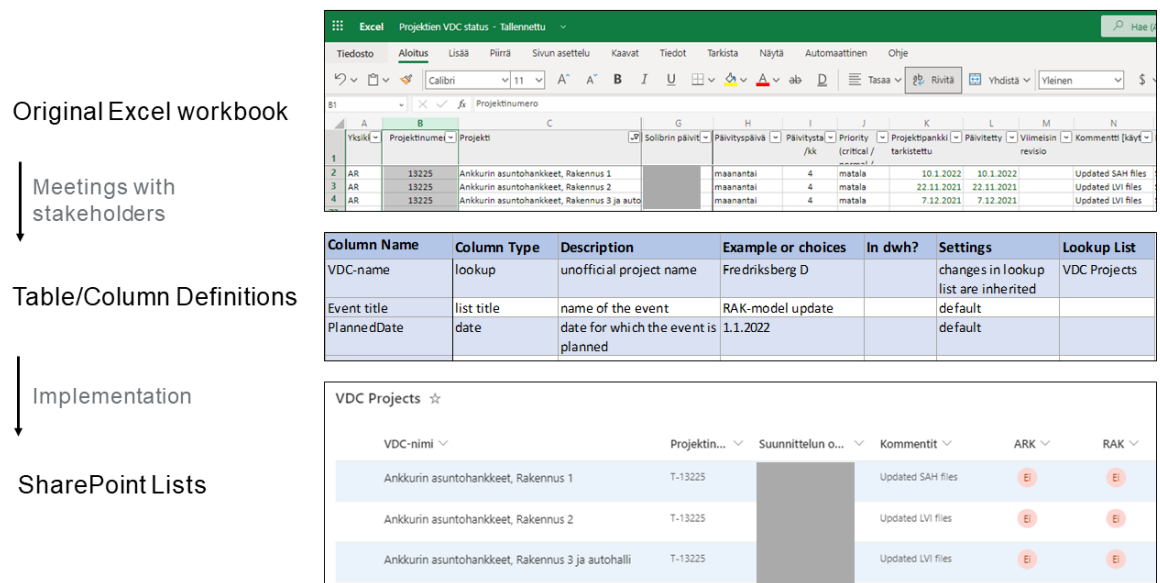 Original Excel workbook
Meetings with
stakeholders
Table/Column Definitions
Implementation
SharePoint Lists
Excel Projektien VDC status - Tallennettu
Hae (A
Tiedosto Aloitus Lisää Piirrä Sivun asettelu Kaavat Tiedot Tarkista Näytä Automaattinen Ohje
Calibri 11 A A B I U A ab D Tasaa Rivitä Yhdistä Yleinen $
B1 fx Projektinumero
A B C G H I J K L M N
1 Yksikk Projektinumer Projekti Solibrin päivit Päivityspäivä Päivitysta Priority Projektipankki Päivitetty Viimeisin Kommentti [käyt
/kk (critical / tarkistettu revisio
normal /
2 AR 13225 Ankkurin asuntohankkeet, Rakennus 1 maanantai 4 matala 10.1.2022 10.1.2022 Updated SAH files
3 AR 13225 Ankkurin asuntohankkeet, Rakennus 2 maanantai 4 matala 22.11.2021 22.11.2021 Updated LVI files
4 AR 13225 Ankkurin asuntohankkeet, Rakennus 3 ja auto maanantai 4 matala 7.12.2021 7.12.2021 Updated LVI files
Column Name Column Type Description Example or choices In dwh? Settings Lookup List
VDC-name lookup unofficial project name Fredriksberg D changes in lookup VDC Projects
list are inherited
Event title list title name of the event RAK-model update default
PlannedDate date date for which the event is 1.1.2022 default
planned
VDC Projects
VDC-nimi Projektin... Suunnittelun o... Kommentit ARK RAK
Ankkurin asuntohankkeet, Rakennus 1 T-13225 Updated SAH files EI EI
Ankkurin asuntohankkeet, Rakennus 2 T-13225 Updated LVI files EI EI
Ankkurin asuntohankkeet, Rakennus 3 ja autohalli T-13225 Updated LVI files EI EI